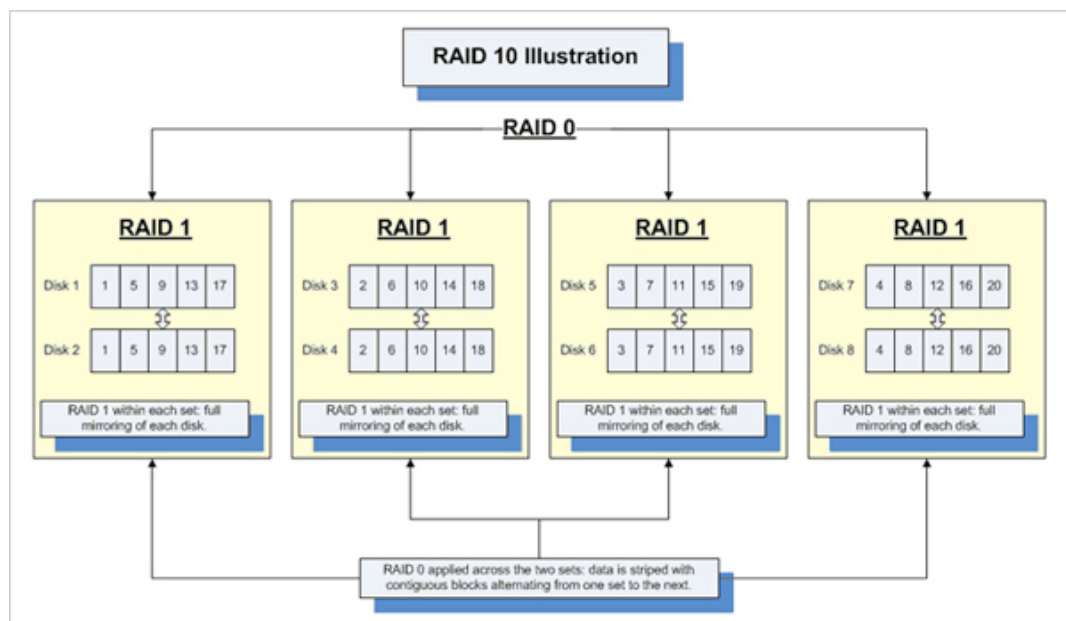 RAID 10 Illustration
RAID 0
RAID 1
Disk 1 1 5 9 13 17
Disk 2 1 5 9 13 17
RAID 1 within each set: full
mirroring of each disk.
RAID 1
Disk 3 2 6 10 14 18
Disk 4 2 6 10 14 18
RAID 1 within each set: full
mirroring of each disk.
RAID 1
Disk 5 3 7 11 15 19
Disk 6 3 7 11 15 19
RAID 1 within each set: full
mirroring of each disk.
RAID 1
Disk 7 4 8 12 16 20
Disk 8 4 8 12 16 20
RAID 1 within each set: full
mirroring of each disk.
RAID 0 applied across the two sets: data is striped with
contiguous blocks alternating from one set to the next.